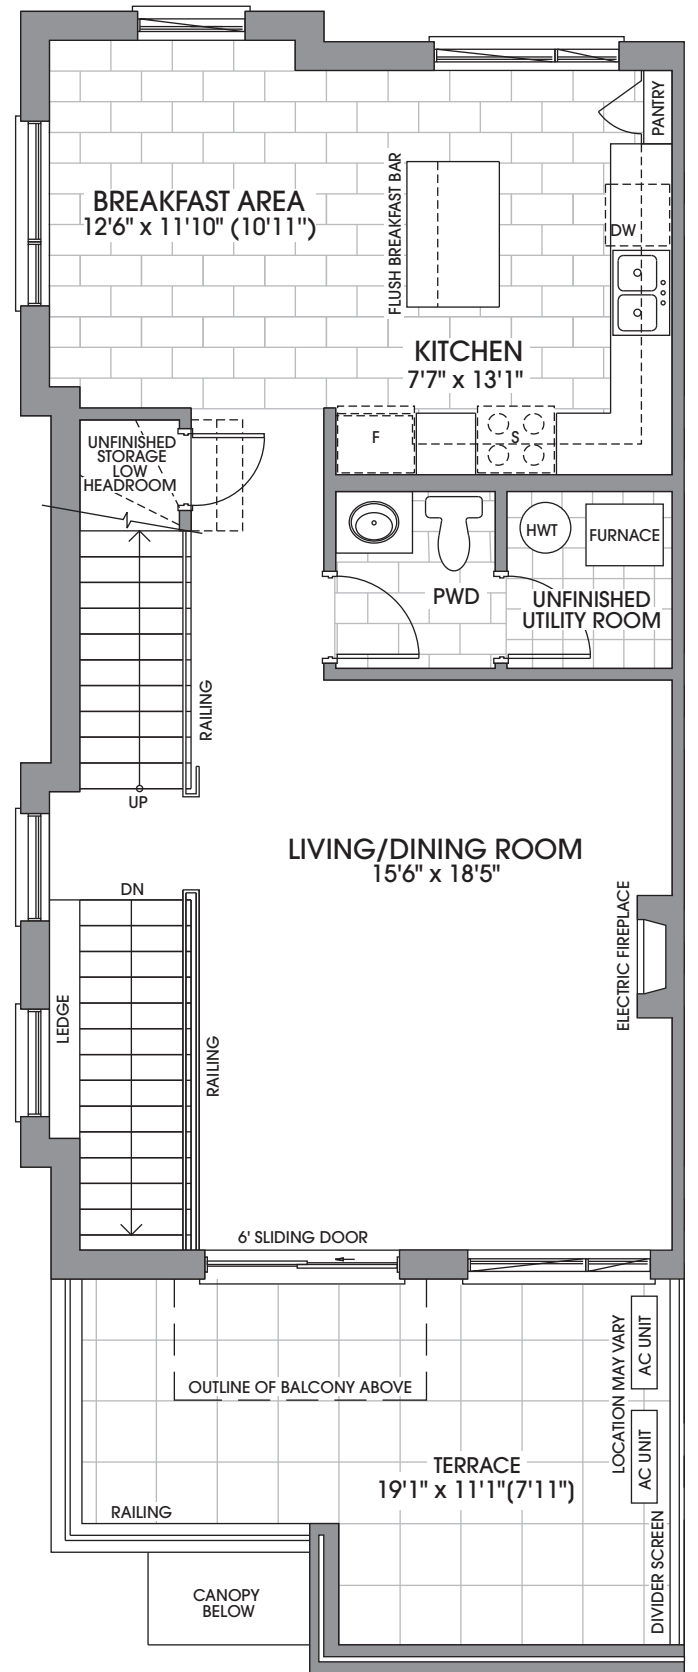 PANTRY
BREAKFAST AREA
12'6" x 11'10" (10'11")
FLUSH BREAKFAST BAR
DW
KITCHEN
7'7" x 13'1"
F
S
UNFINISHED
STORAGE
LOW
HEADROOM
HWT
FURNACE
PWD
UNFINISHED
UTILITY ROOM
RAILING
UP
LIVING/DINING ROOM
15'6" x 18'5"
DN
ELECTRIC FIREPLACE
LEDGE
RAILING
6' SLIDING DOOR
OUTLINE OF BALCONY ABOVE
LOCATION MAY VARY
AC UNIT
AC UNIT
TERRACE
19'1" x 11'1"(7'11")
RAILING
DIVIDER SCREEN
CANOPY
BELOW